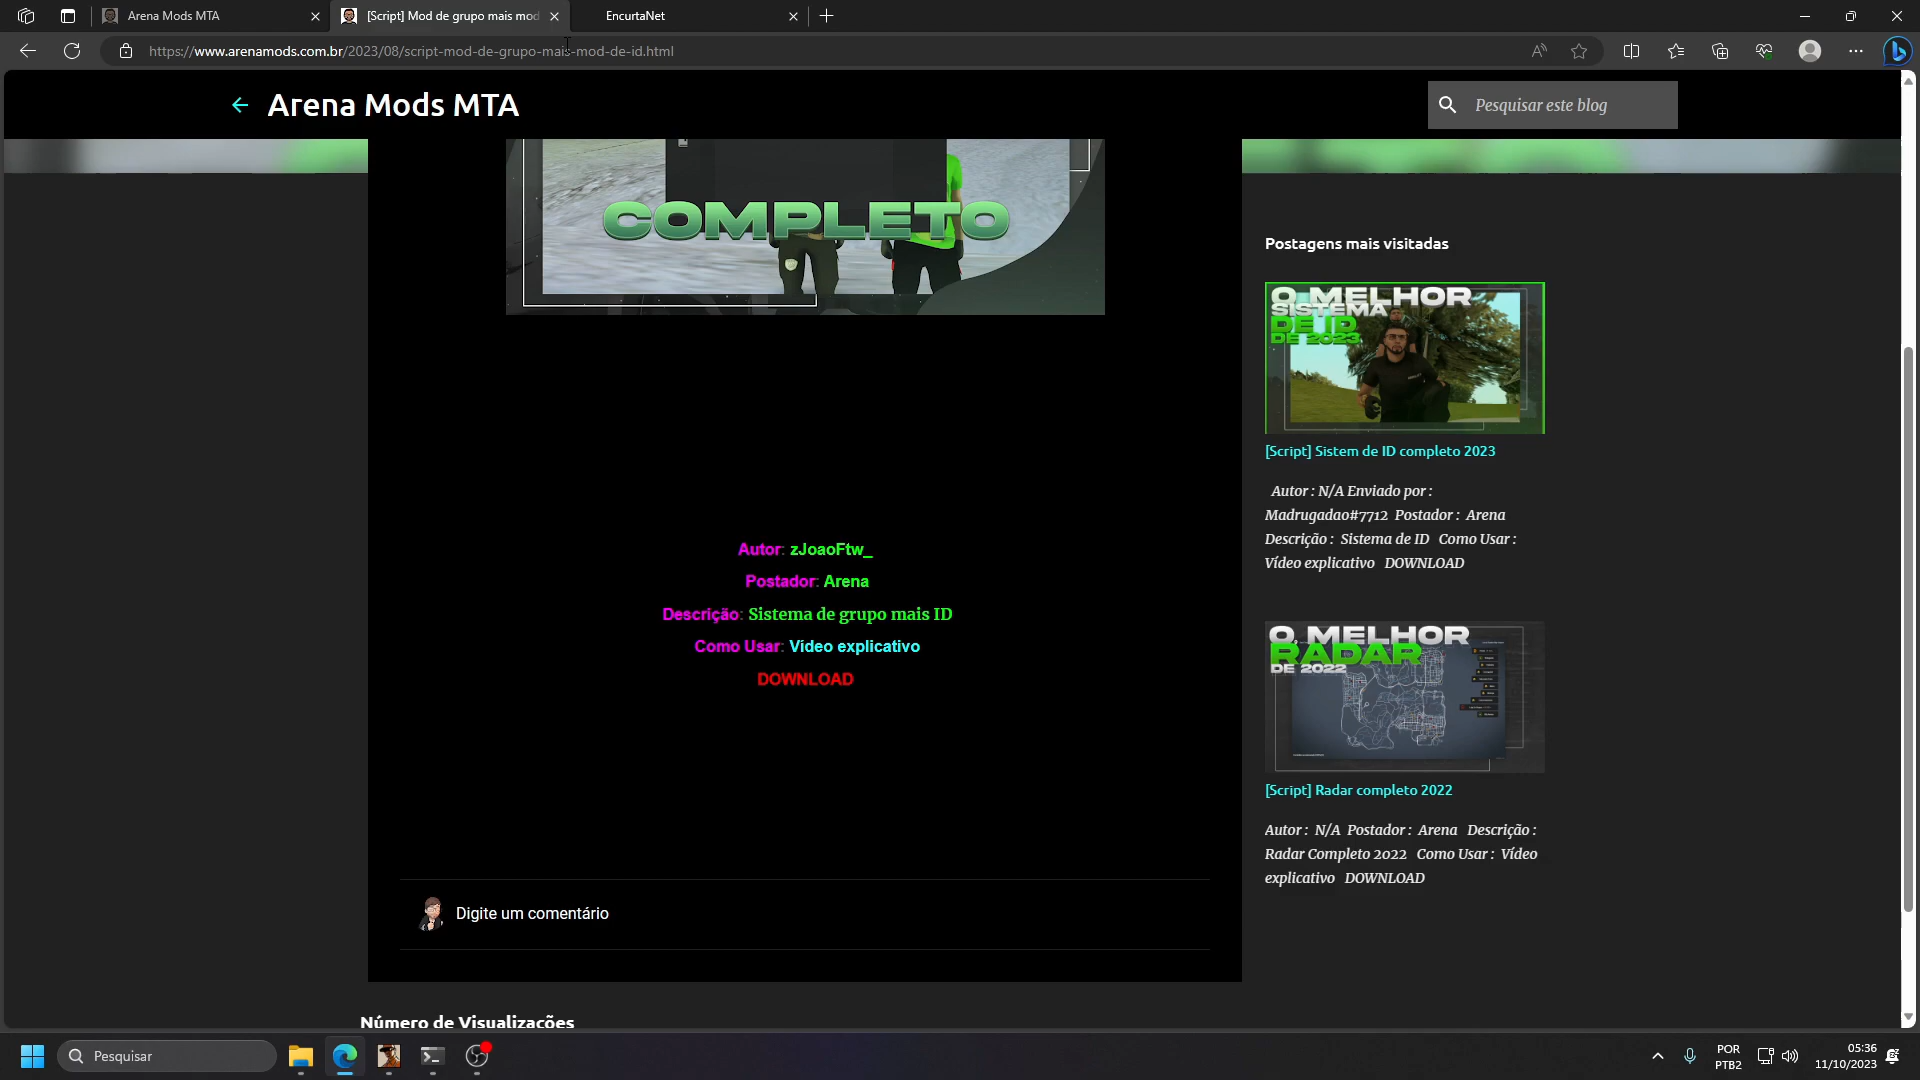 Arena Mods MTA
[Script] Mod de grupo mais mod
EncurtaNet
https://www.arenamods.com.br/2023/08/script-mod-de-grupo-mais-mod-de-id.html
Arena Mods MTA
Pesquisar este blog
COMPLETO
Autor: zJoaoFtw_
Postador: Arena
Descrição: Sistema de grupo mais ID
Como Usar: Vídeo explicativo
DOWNLOAD
Digite um comentário
Número de Visualizações
Postagens mais visitadas
O MELHOR
SISTEMA
DE ID
DE 2023
[Script] Sistem de ID completo 2023
Autor : N/A Enviado por :
Madrugadao#7712 Postador : Arena
Descrição : Sistema de ID Como Usar :
Vídeo explicativo DOWNLOAD
O MELHOR
RADAR
DE 2022
[Script] Radar completo 2022
Autor : N/A Postador : Arena Descrição :
Radar Completo 2022 Como Usar : Vídeo
explicativo DOWNLOAD
Pesquisar
POR
PTB2
05:36
11/10/2023